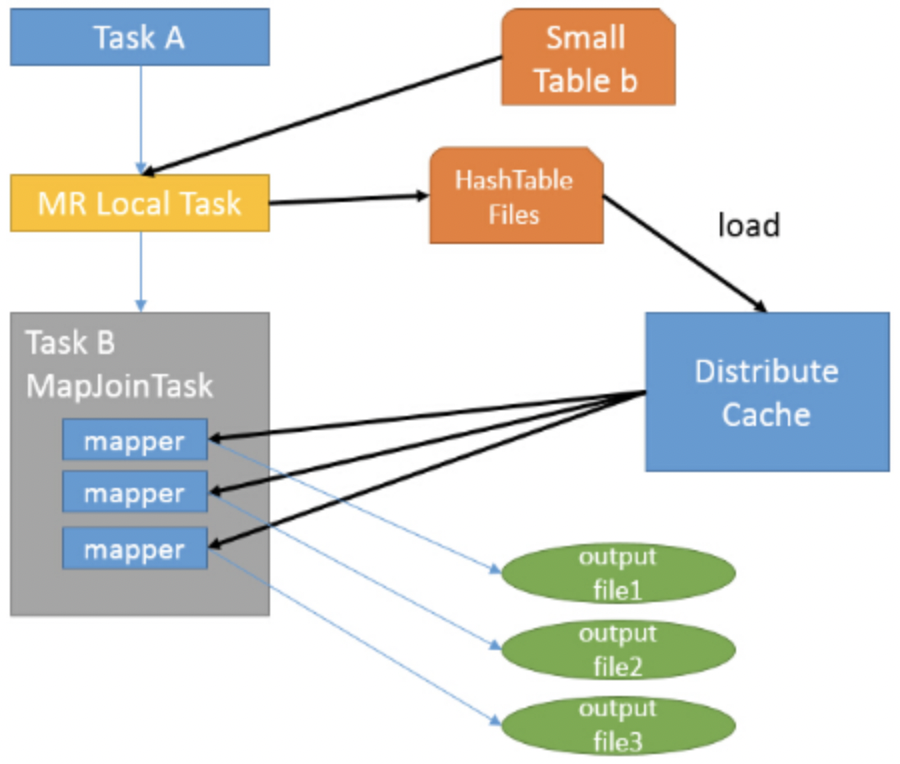 Task A
Small
Table b
MR Local Task
HashTable
Files
load
Task B
MapJoinTask
Distribute
Cache
mapper
mapper
mapper
output
file1
output
file2
output
file3